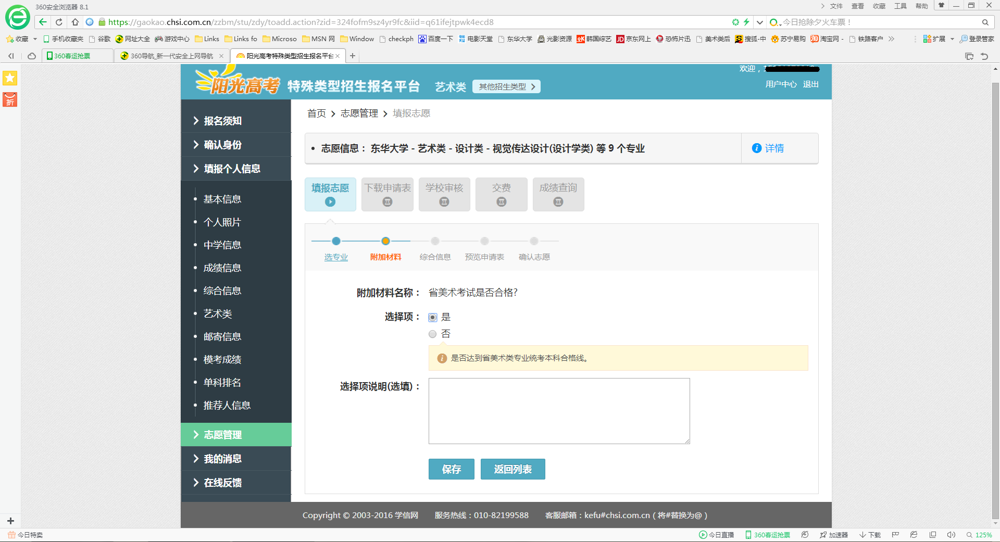 360安全浏览器 8.1
文件 查看 收藏 工具 帮助
https://gaokao.chsi.com.cn/zzbm/stu/zdy/toadd.action?zid=324fofm9sz4yr9fc&iid=q61ifejtpwk4ecd8
今日抢除夕火车票！
收藏 手机收藏夹 谷歌 网址大全 游戏中心 Links Links fo Microso MSN 网 Window checkph 百度一下 电影天堂 东华大学 光影资源 韩国综艺 京东网上 恐怖片迅 美术类后 搜狐-中 苏宁易购 淘宝网 - 铁路客户 扩展 登录管家
360春运抢票 360导航_新一代安全上网导航 阳光高考特殊类型招生报名平台
折
欢迎，
阳光高考 特殊类型招生报名平台 艺术类 其他招生类型
用户中心 退出
报名须知
确认身份
填报个人信息
基本信息
个人照片
中学信息
成绩信息
综合信息
艺术类
邮寄信息
模考成绩
单科排名
推荐人信息
志愿管理
我的消息
在线反馈
首页 志愿管理 填报志愿
志愿信息： 东华大学 - 艺术类 - 设计类 - 视觉传达设计(设计学类) 等 9 个专业
详情
填报志愿 下载申请表 学校审核 交费 成绩查询
选专业 附加材料 综合信息 预览申请表 确认志愿
附加材料名称： 省美术考试是否合格?
选择项： 是
否
是否达到省美术类专业统考本科合格线。
选择项说明(选填)：
保存 返回列表
Copyright © 2003-2016 学信网 服务热线：010-82199588 客服邮箱：kefu#chsi.com.cn ( 将#替换为@ )
今日特卖
今日直播 360春运抢票 加速器 下载 125%